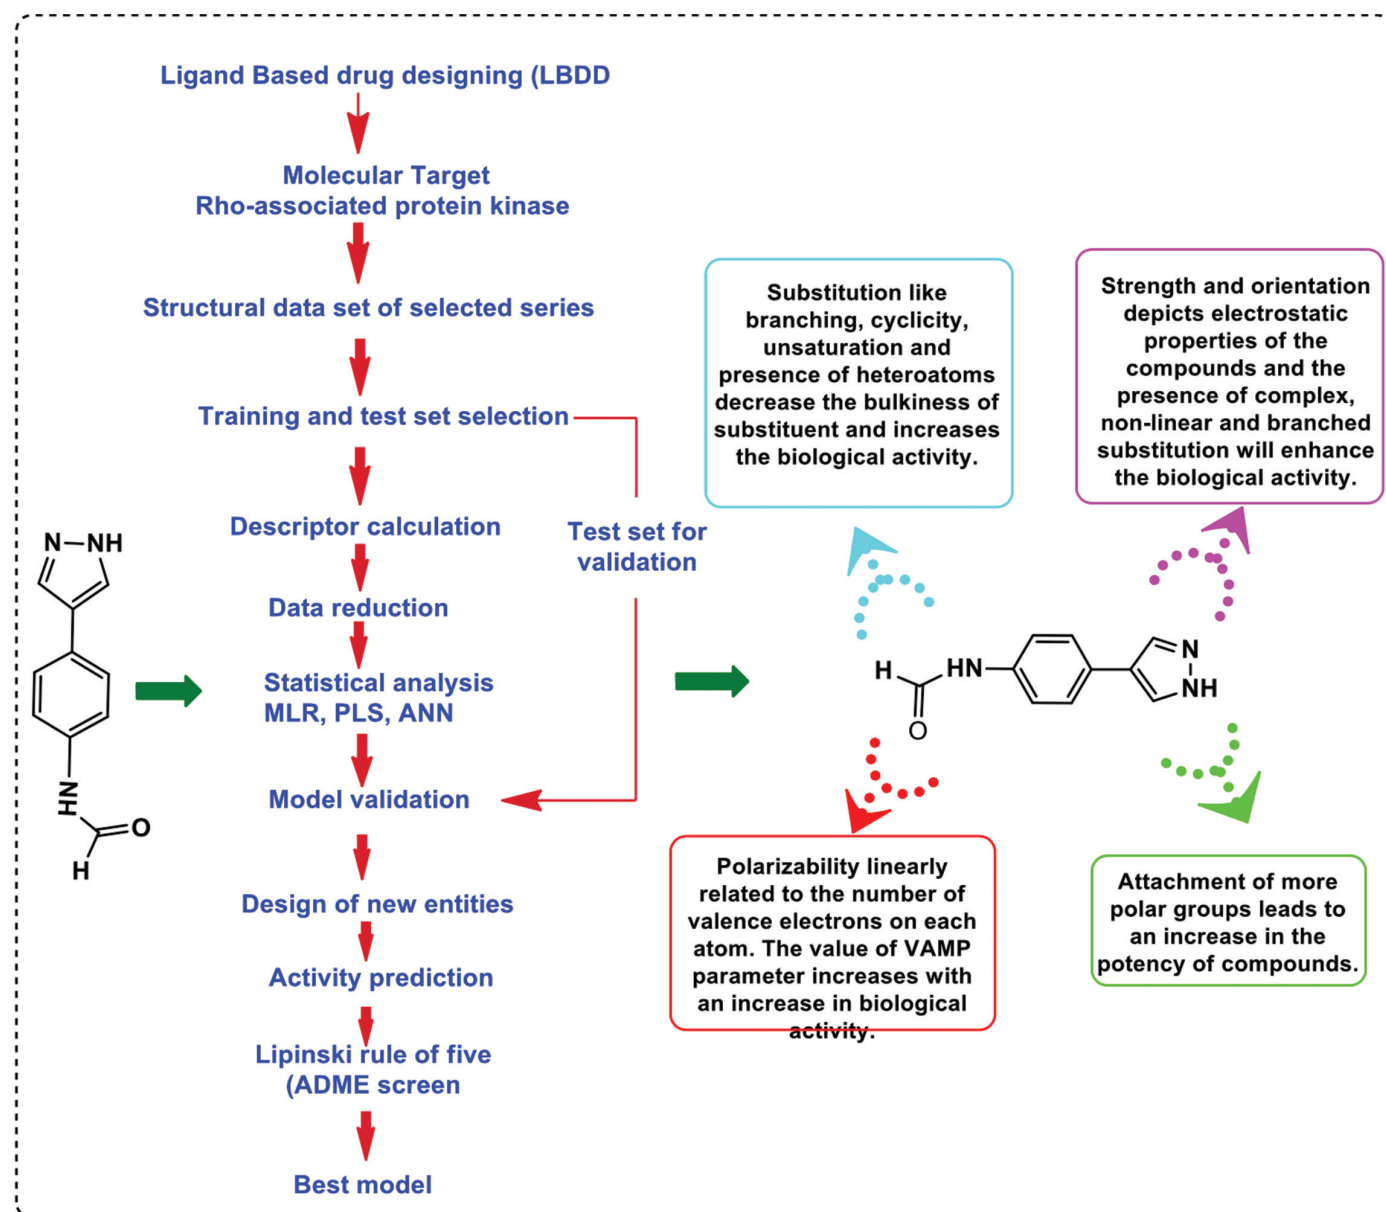 Ligand Based drug designing (LBDD
Molecular Target
Rho-associated protein kinase
Structural data set of selected series
Training and test set selection
Descriptor calculation
Test set for
validation
Data reduction
Statistical analysis
MLR, PLS, ANN
Model validation
Design of new entities
Activity prediction
Lipinski rule of five
(ADME screen
Best model
N
NH
HN
O
H
Substitution like
branching, cyclicity,
unsaturation and
presence of heteroatoms
decrease the bulkiness of
substituent and increases
the biological activity.
Strength and orientation
depicts electrostatic
properties of the
compounds and the
presence of complex,
non-linear and branched
substitution will enhance
the biological activity.
H
HN
O
N
NH
Polarizability linearly
related to the number of
valence electrons on each
atom. The value of VAMP
parameter increases with
an increase in biological
activity.
Attachment of more
polar groups leads to
an increase in the
potency of compounds.